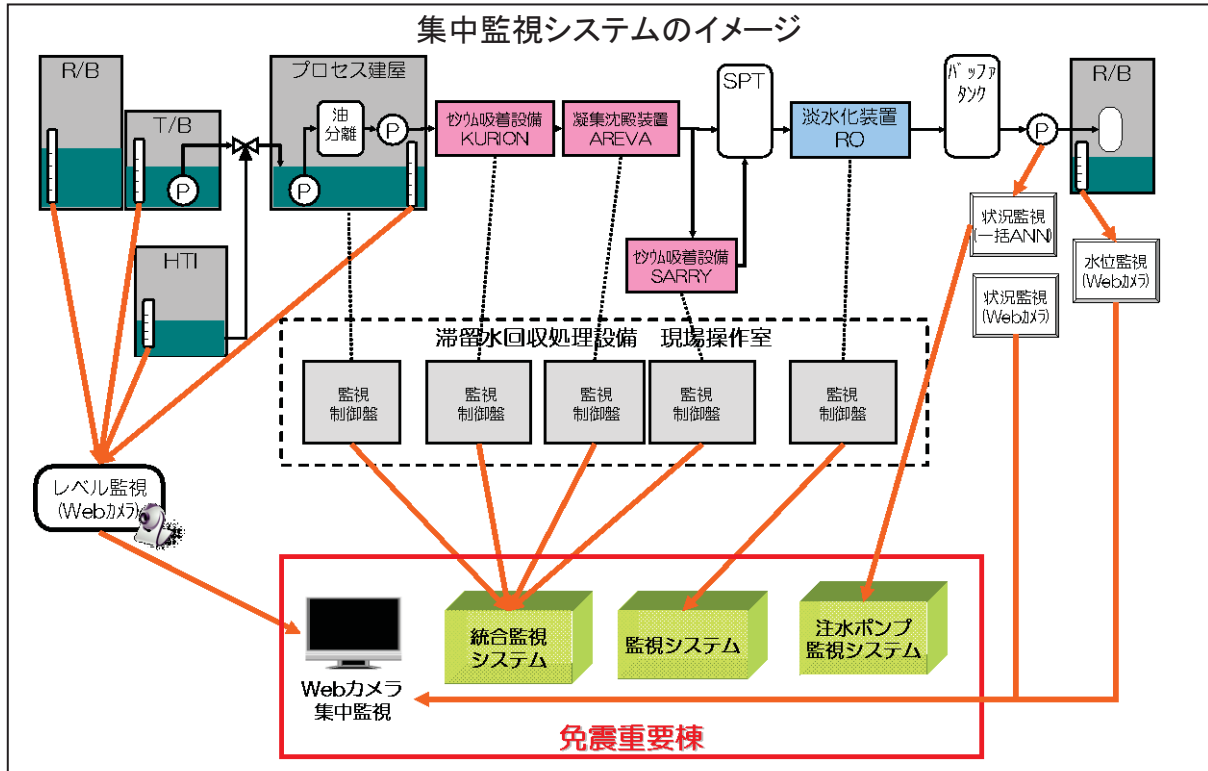 集中監視システムのイメージ
R/B
T/B
P
HTI
プロセス建屋
油
分離
P
P
セシウム吸着設備
KURION
凝集沈殿装置
AREVA
SPT
セシウム吸着設備
SARRY
淡水化装置
RO
バッファ
タンク
P
R/B
状況監視
(一括ANN)
状況監視
(Webカメラ)
水位監視
(Webカメラ)
滞留水回収処理設備　現場操作室
監視
制御盤
監視
制御盤
監視
制御盤
監視
制御盤
監視
制御盤
レベル監視
(Webカメラ)
Webカメラ
集中監視
統合監視
システム
監視システム
注水ポンプ
監視システム
免震重要棟